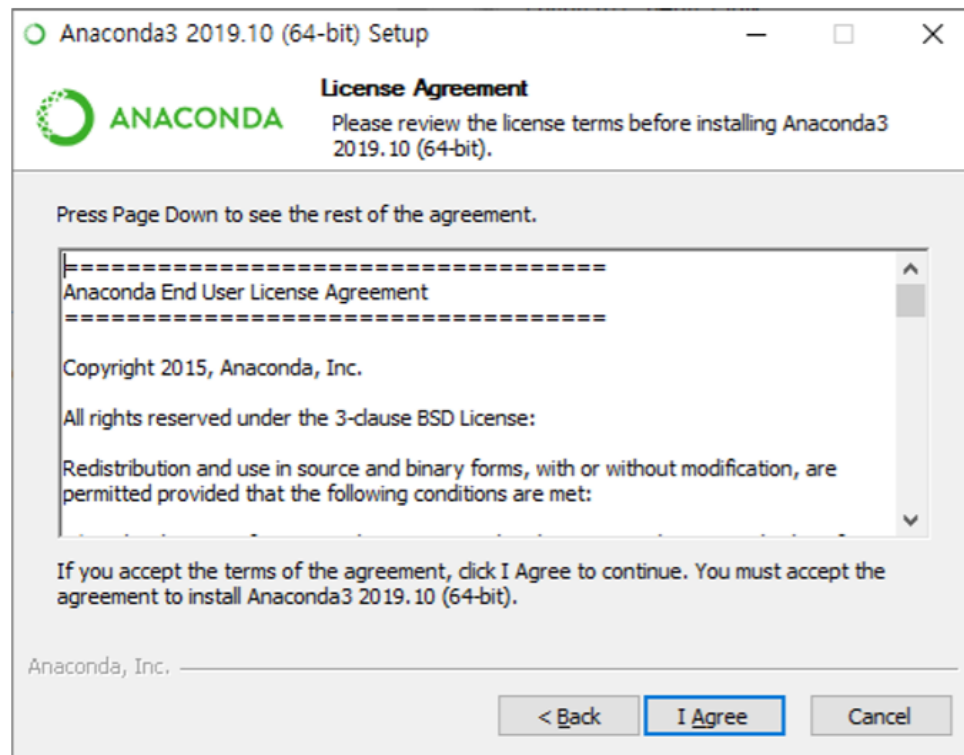 Anaconda3 2019.10 (64-bit) Setup
ANACONDA
License Agreement
Please review the license terms before installing Anaconda3
2019.10 (64-bit).
Press Page Down to see the rest of the agreement.
===================================
Anaconda End User License Agreement
===================================
Copyright 2015, Anaconda, Inc.
All rights reserved under the 3-clause BSD License:
Redistribution and use in source and binary forms, with or without modification, are
permitted provided that the following conditions are met:
If you accept the terms of the agreement, click I Agree to continue. You must accept the
agreement to install Anaconda3 2019.10 (64-bit).
Anaconda, Inc.
< Back
I Agree
Cancel